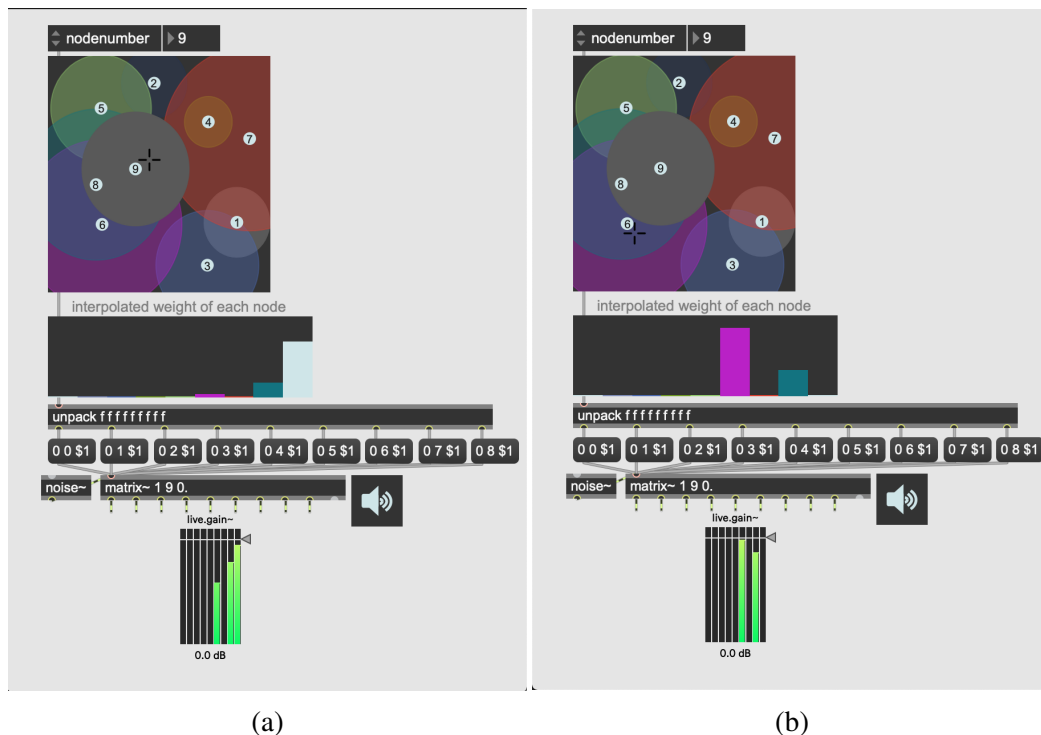 nodenumber 9
2
5
4
7
9
8
6
1
3
interpolated weight of each node
unpack f f f f f f f f f
0 0 $1 0 1 $1 0 2 $1 0 3 $1 0 4 $1 0 5 $1 0 6 $1 0 7 $1 0 8 $1
noise~ matrix~ 1 9 0.
live.gain~
0.0 dB
(a)
nodenumber 9
2
5
4
7
9
8
6
1
3
interpolated weight of each node
unpack f f f f f f f f f
0 0 $1 0 1 $1 0 2 $1 0 3 $1 0 4 $1 0 5 $1 0 6 $1 0 7 $1 0 8 $1
noise~ matrix~ 1 9 0.
live.gain~
0.0 dB
(b)